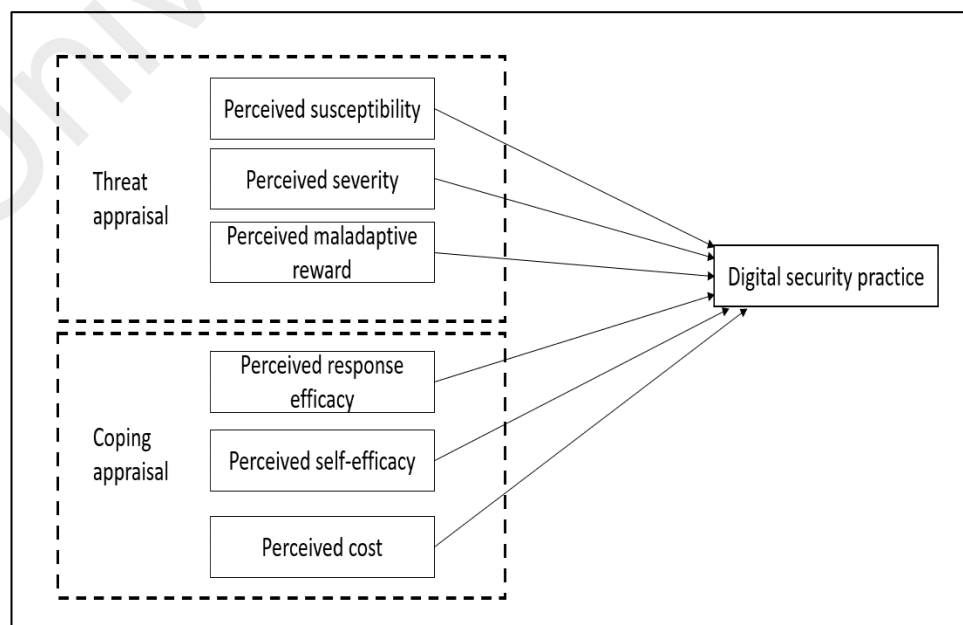 Threat
appraisal
Perceived susceptibility
Perceived severity
Perceived maladaptive
reward
Coping
appraisal
Perceived response
efficacy
Perceived self-efficacy
Perceived cost
Digital security practice